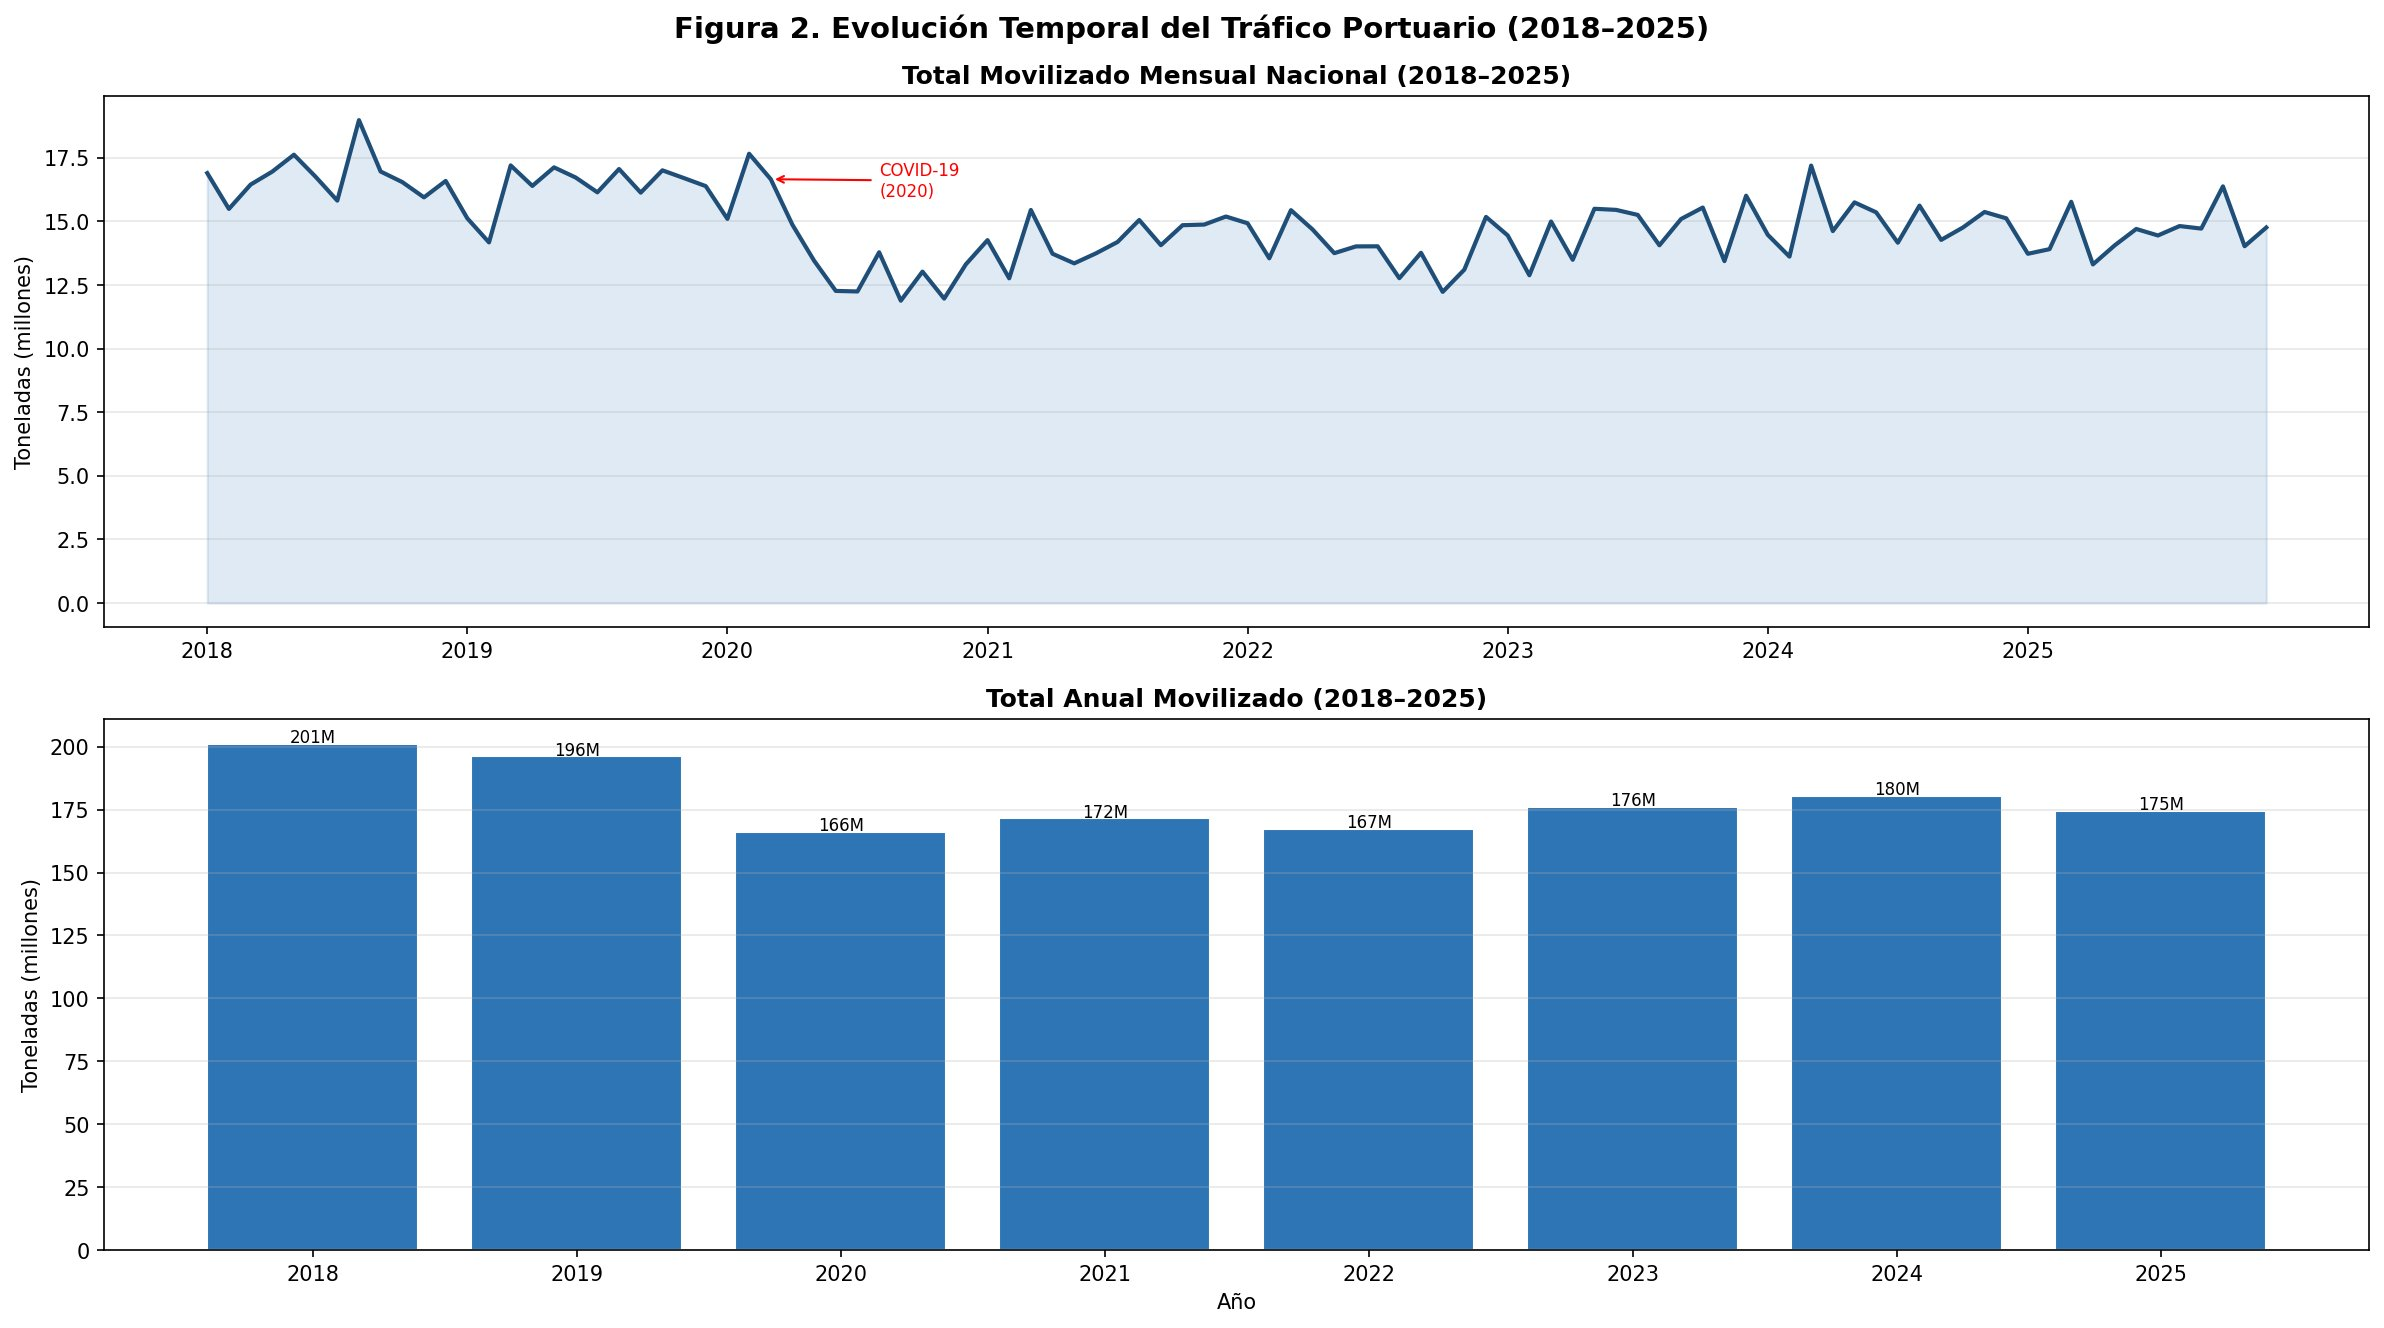 Figura 2. Evolución Temporal del Tráfico Portuario (2018–2025)
Total Movilizado Mensual Nacional (2018–2025)
Toneladas (millones)
17.5
15.0
12.5
10.0
7.5
5.0
2.5
0.0
COVID-19
(2020)
2018 2019 2020 2021 2022 2023 2024 2025
Total Anual Movilizado (2018–2025)
Toneladas (millones)
200
175
150
125
100
75
50
25
0
201M 196M 166M 172M 167M 176M 180M 175M
2018 2019 2020 2021 2022 2023 2024 2025
Año